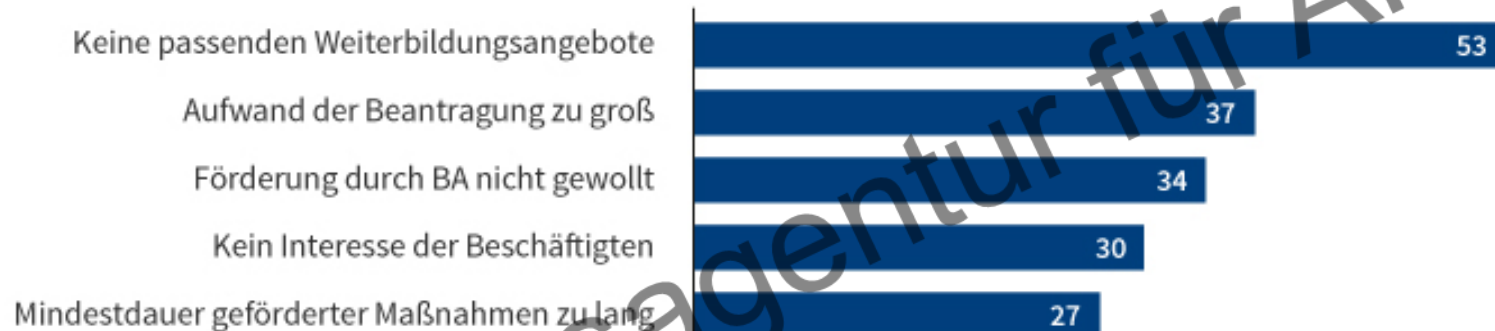 Keine passenden Weiterbildungsangebote 53
Aufwand der Beantragung zu groß 37
Förderung durch BA nicht gewollt 34
Kein Interesse der Beschäftigten 30
Mindestdauer geförderter Maßnahmen zu lang 27
agentur für